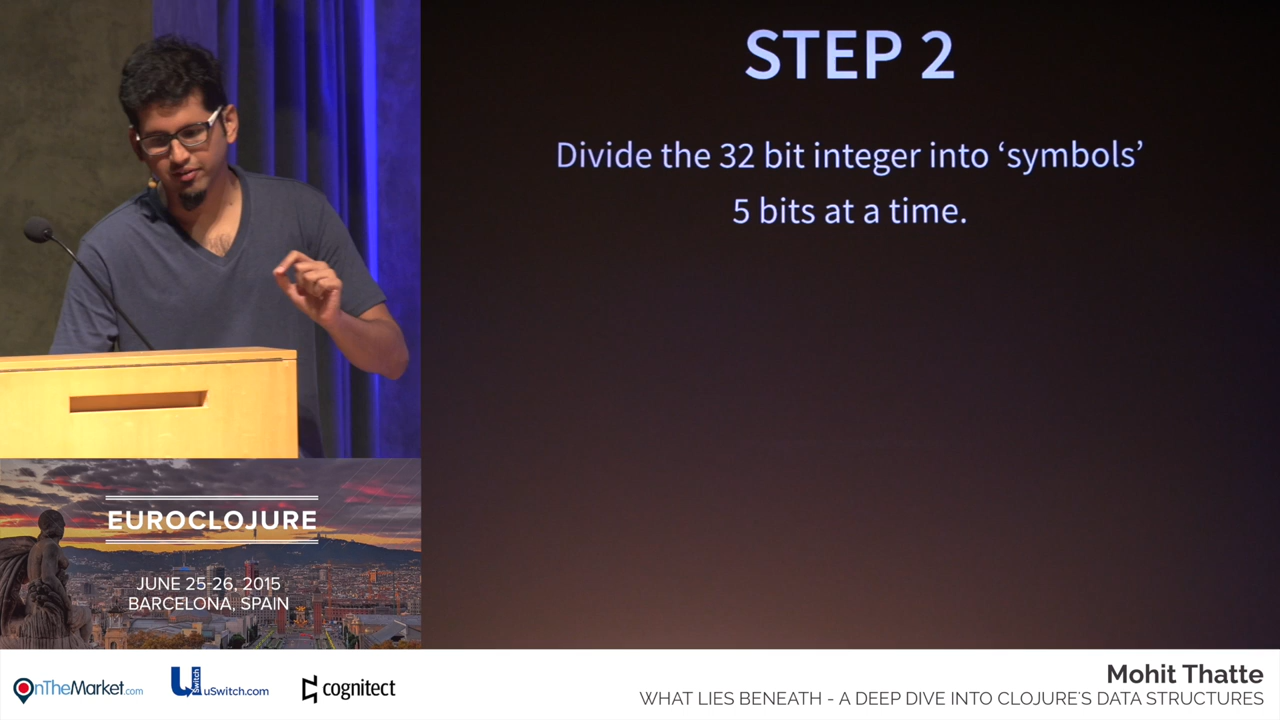 STEP 2
Divide the 32 bit integer into ‘symbols’
5 bits at a time.
EUROCLOJURE
JUNE 25-26, 2015
BARCELONA, SPAIN
OnTheMarket.com
U Switch uSwitch.com
cognitect
Mohit Thatte
WHAT LIES BENEATH - A DEEP DIVE INTO CLOJURE'S DATA STRUCTURES